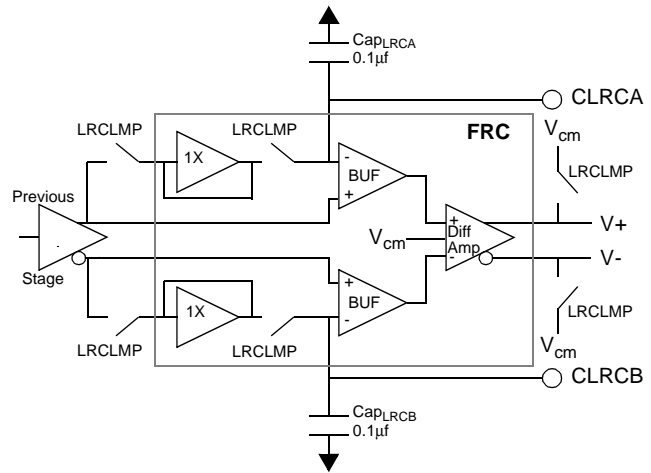 CapLRCA
0.1µf
CLRCA
LRCLMP
LRCLMP
FRC
Vcm
1X
-
BUF
+
LRCLMP
Previous
Stage
.
Vcm
+
Diff
Amp
-
V+
V-
+
BUF
-
1X
LRCLMP
LRCLMP
LRCLMP
Vcm
CLRCB
CapLRCB
0.1µf